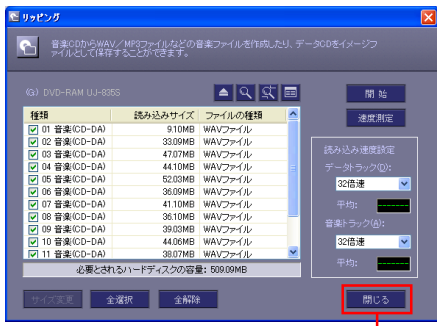 リッピング
音楽CDからWAV／MP3ファイルなどの音楽ファイルを作成したり、データCDをイメージファイルとして保存することができます。
(G) DVD-RAM UJ-835S
開 始
種類 読み込みサイズ ファイルの種類
速度測定
01 音楽(CD-DA) 9.10MB WAVファイル
02 音楽(CD-DA) 33.09MB WAVファイル
03 音楽(CD-DA) 47.07MB WAVファイル
04 音楽(CD-DA) 44.10MB WAVファイル
05 音楽(CD-DA) 52.03MB WAVファイル
06 音楽(CD-DA) 36.09MB WAVファイル
07 音楽(CD-DA) 41.10MB WAVファイル
08 音楽(CD-DA) 36.10MB WAVファイル
09 音楽(CD-DA) 39.03MB WAVファイル
10 音楽(CD-DA) 44.06MB WAVファイル
11 音楽(CD-DA) 38.07MB WAVファイル
必要とされるハードディスクの容量: 509.09MB
読み込み速度設定
データトラック(D):
32倍速
平均:
音楽トラック(A):
32倍速
平均:
サイズ変更 全選択 全解除 閉じる